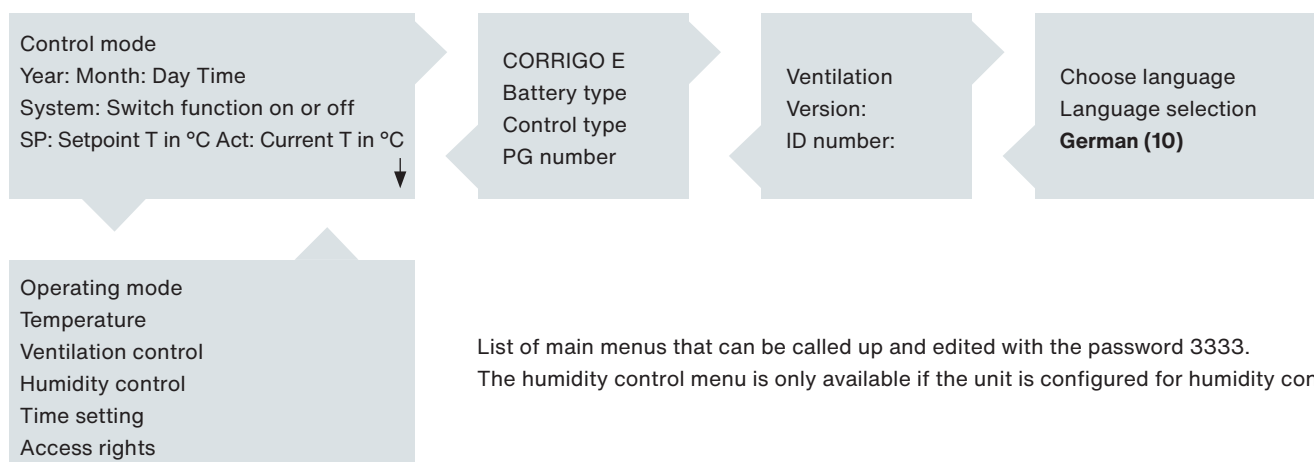 Control mode
Year: Month: Day Time
System: Switch function on or off
SP: Setpoint T in °C Act: Current T in °C
CORRIGO E
Battery type
Control type
PG number
Ventilation
Version:
ID number:
Choose language
Language selection
German (10)
Operating mode
Temperature
Ventilation control
Humidity control
Time setting
Access rights
List of main menus that can be called up and edited with the password 3333.
The humidity control menu is only available if the unit is configured for humidity